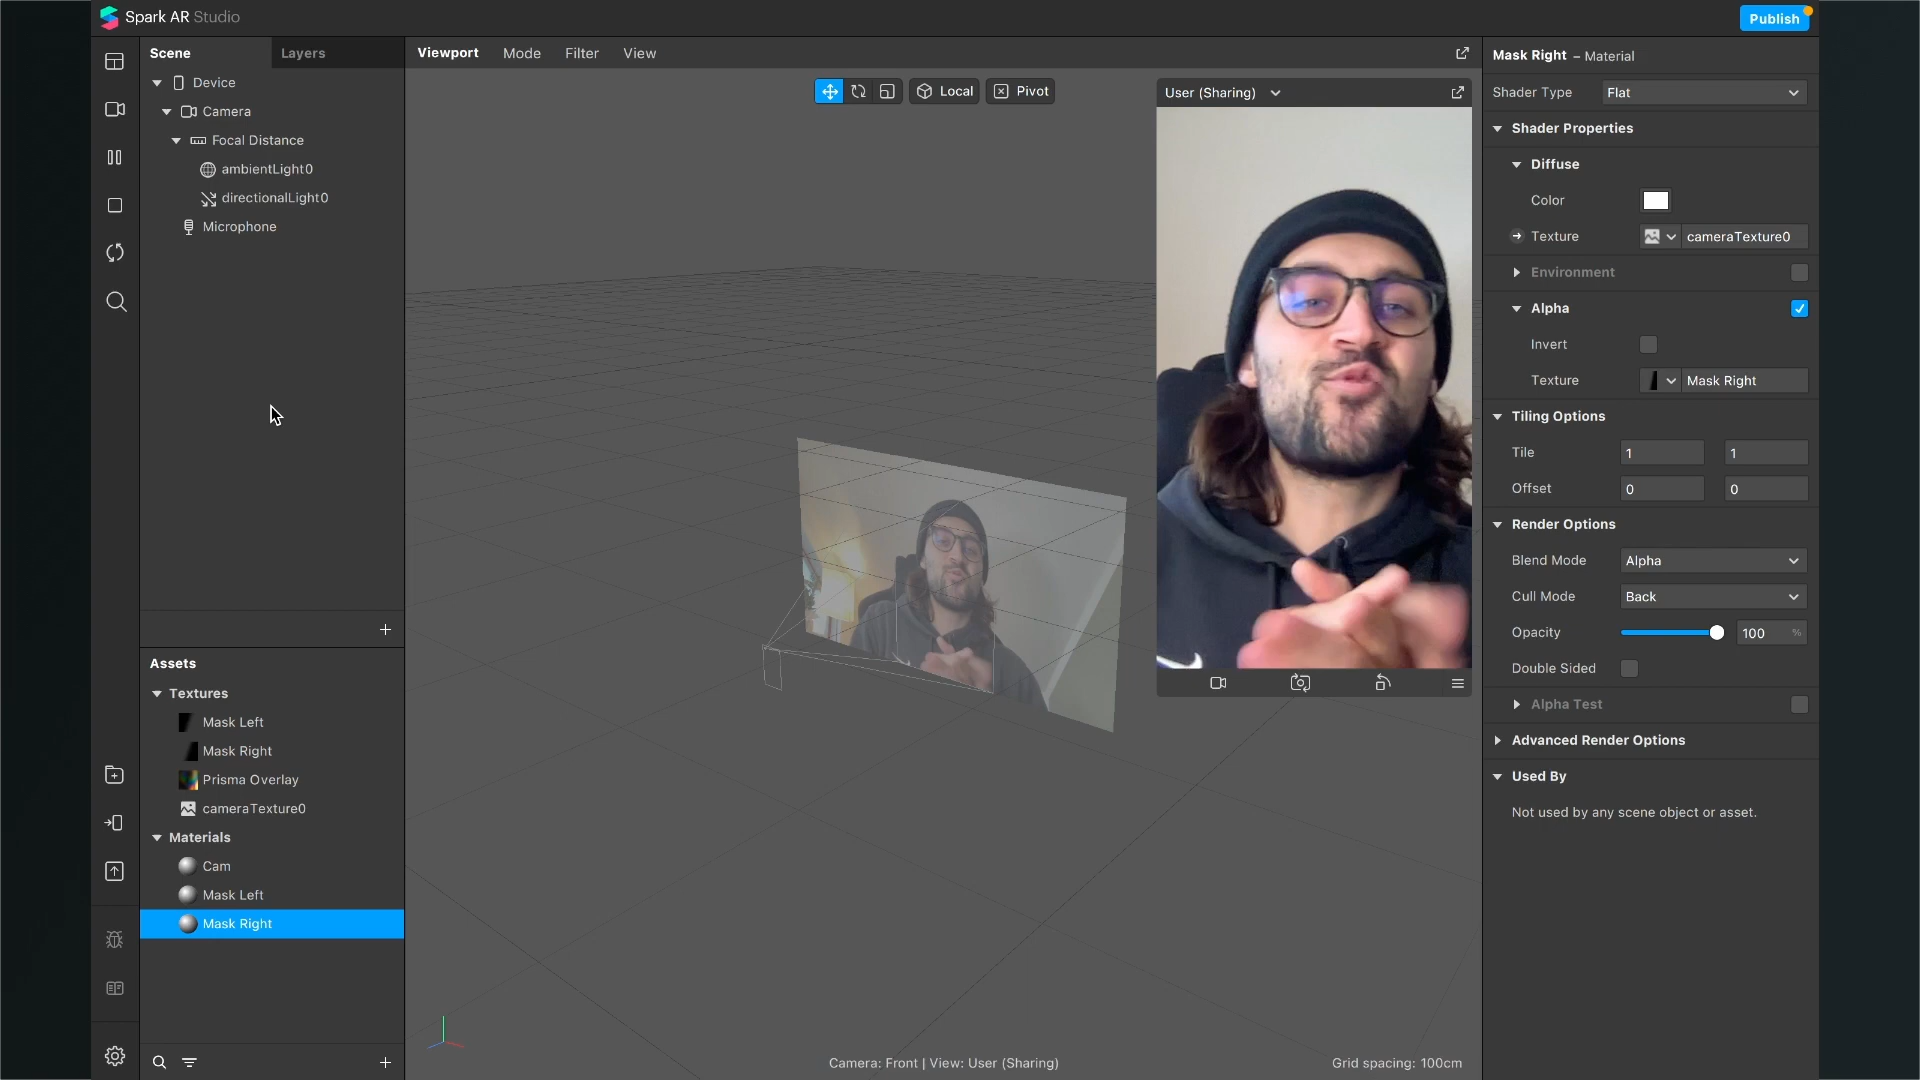 Spark AR Studio
Publish
Scene
Layers
Device
Camera
Focal Distance
ambientLight0
directionalLight0
Microphone
Assets
Textures
Mask Left
Mask Right
Prisma Overlay
cameraTexture0
Materials
Cam
Mask Left
Mask Right
Viewport Mode Filter View
Local
Pivot
User (Sharing)
Camera: Front | View: User (Sharing)
Grid spacing: 100cm
Mask Right – Material
Shader Type Flat
Shader Properties
Diffuse
Color
Texture cameraTexture0
Environment
Alpha
Invert
Texture Mask Right
Tiling Options
Tile 1 1
Offset 0 0
Render Options
Blend Mode Alpha
Cull Mode Back
Opacity 100 %
Double Sided
Alpha Test
Advanced Render Options
Used By
Not used by any scene object or asset.